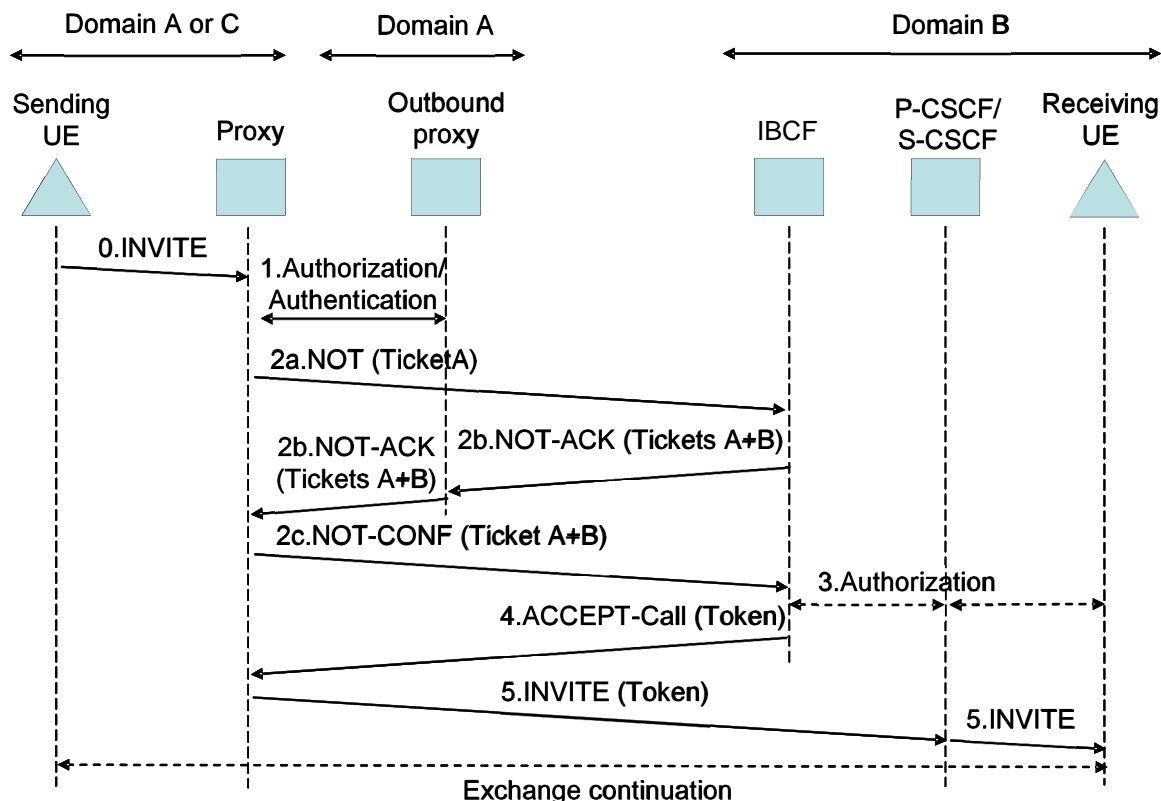 Domain A or C
Domain A
Domain B
Sending
UE
Proxy
Outbound
proxy
IBCF
P-CSCF/
S-CSCF
Receiving
UE
0.INVITE
1.Authorization/
Authentication
2a.NOT (TicketA)
2b.NOT-ACK (Tickets A+B)
2b.NOT-ACK
(Tickets A+B)
2c.NOT-CONF (Ticket A+B)
3.Authorization
4.ACCEPT-Call (Token)
5.INVITE (Token)
5.INVITE
Exchange continuation